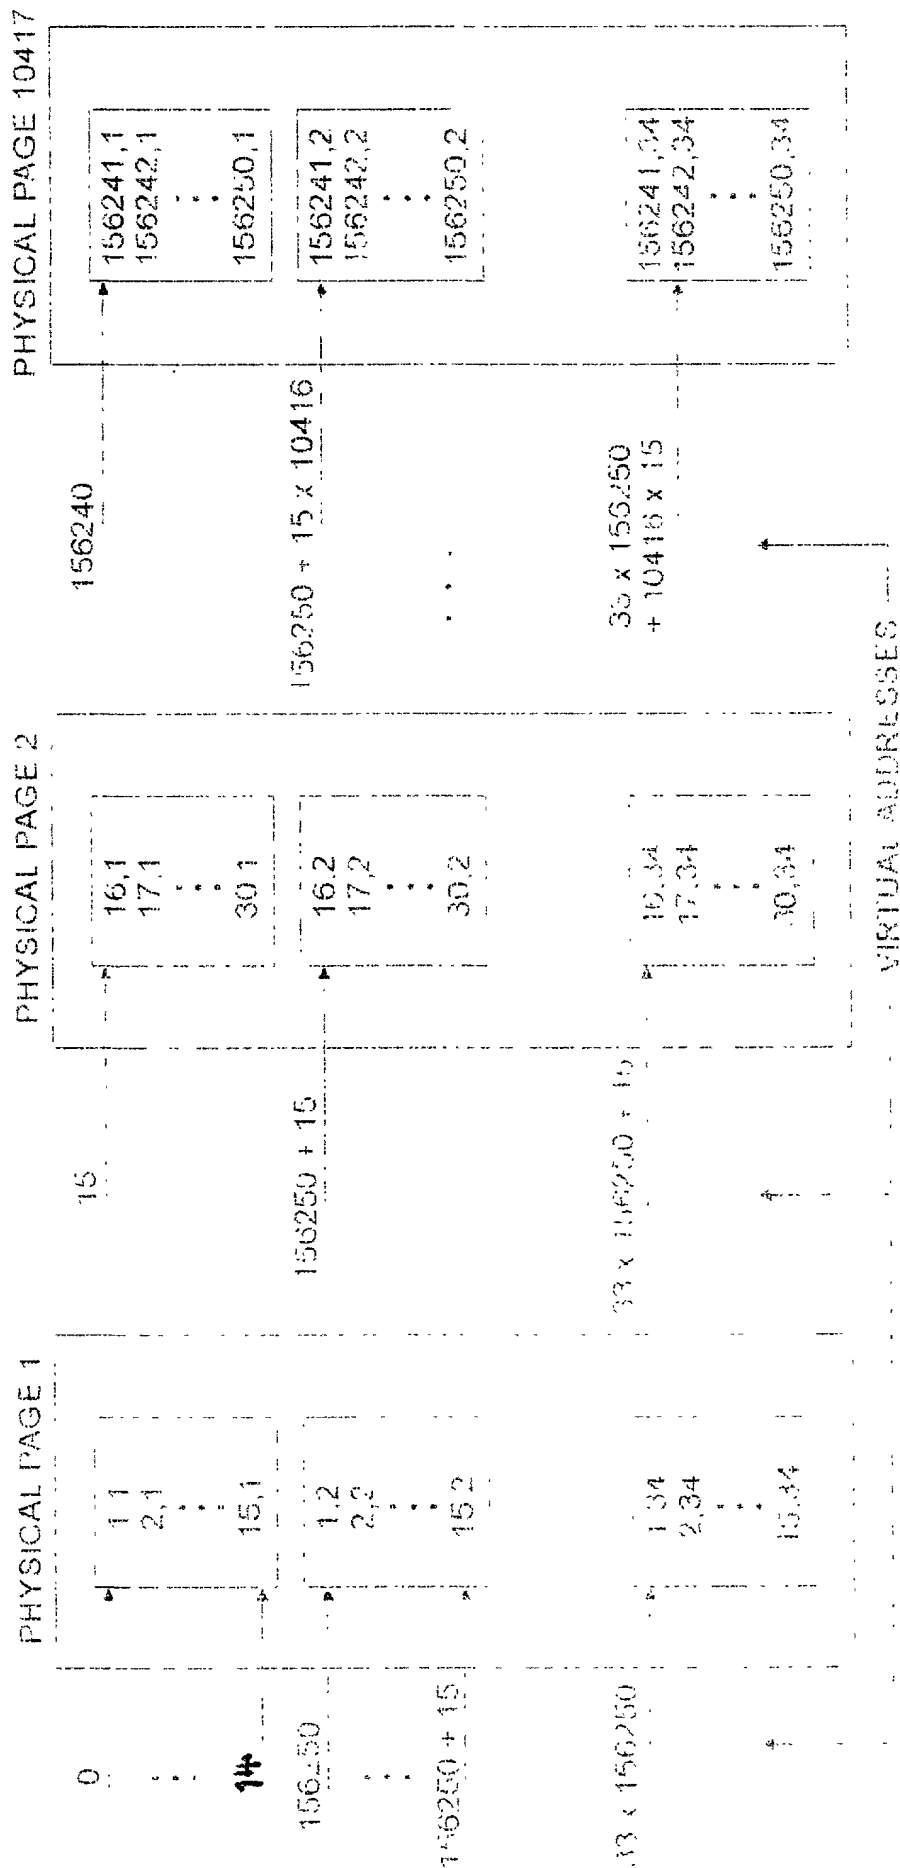 PHYSICAL PAGE 1
0
14
156250
156250 + 15
33 x 156250
1,1
2,1
15,1
1,2
2,2
15,2
1,34
2,34
15,34
PHYSICAL PAGE 2
15
156250 + 15
33 x 156250 + 15
16,1
17,1
30,1
16,2
17,2
30,2
16,34
17,34
30,34
PHYSICAL PAGE 10417
156240
156250 + 15 x 10416
33 x 156250
+ 10416 x 15
156241,1
156242,1
156250,1
156241,2
156242,2
156250,2
156241,34
156242,34
156250,34
VIRTUAL ADDRESSES